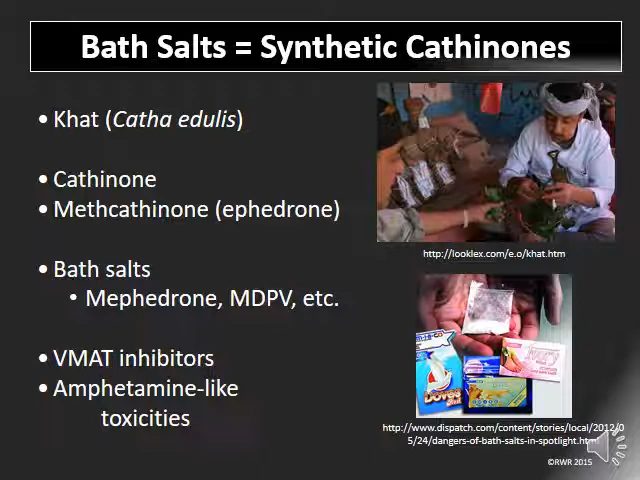 Bath Salts = Synthetic Cathinones
• Khat (Catha edulis)
• Cathinone
• Methcathinone (ephedrone)
• Bath salts
• Mephedrone, MDPV, etc.
• VMAT inhibitors
• Amphetamine-like
toxicities
http://looklex.com/e.o/khat.htm
Ivory
Doves
http://www.dispatch.com/content/stories/local/2012/0
5/24/dangers-of-bath-salts-in-spotlight.html
©RWR 2015